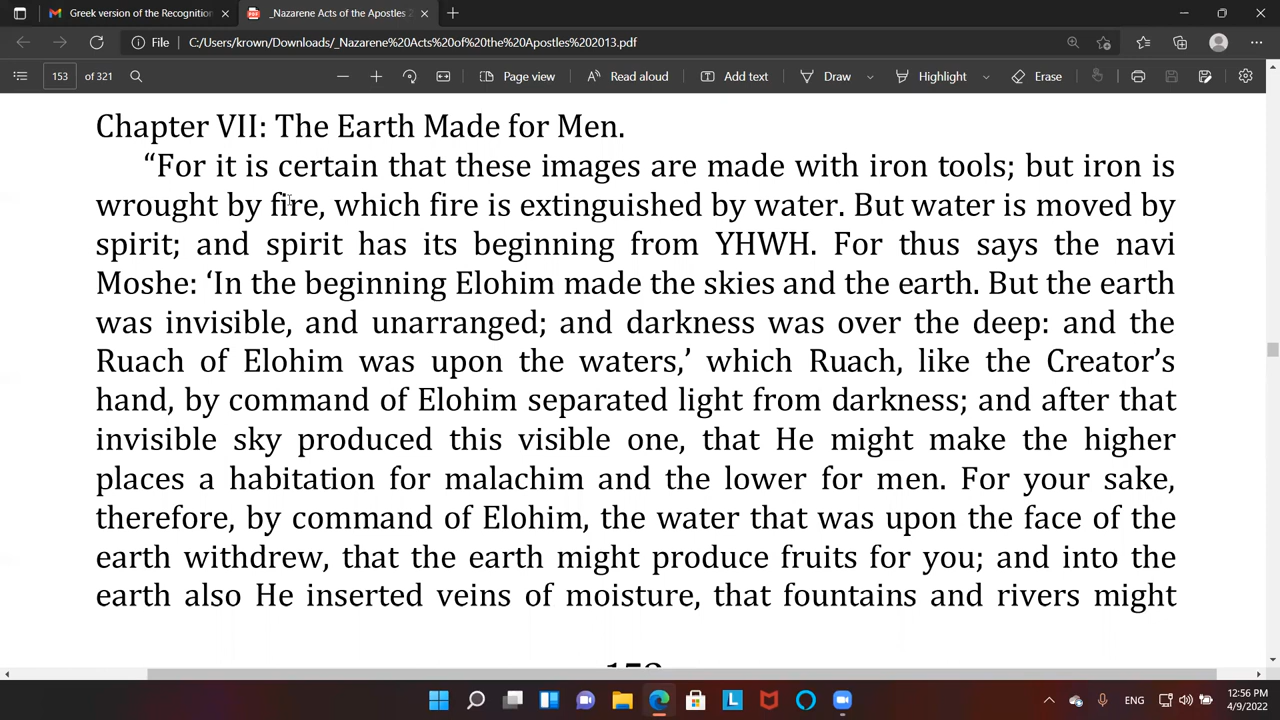 Greek version of the Recognition
_Nazarene Acts of the Apostles 2
File
C:/Users/krown/Downloads/_Nazarene%20Acts%20of%20the%20Apostles%202013.pdf
153 of 321
Page view
Read aloud
Add text
Draw
Highlight
Erase
Chapter VII: The Earth Made for Men.
“For it is certain that these images are made with iron tools; but iron is
wrought by fire, which fire is extinguished by water. But water is moved by
spirit; and spirit has its beginning from YHWH. For thus says the navi
Moshe: ‘In the beginning Elohim made the skies and the earth. But the earth
was invisible, and unarranged; and darkness was over the deep: and the
Ruach of Elohim was upon the waters,’ which Ruach, like the Creator’s
hand, by command of Elohim separated light from darkness; and after that
invisible sky produced this visible one, that He might make the higher
places a habitation for malachim and the lower for men. For your sake,
therefore, by command of Elohim, the water that was upon the face of the
earth withdrew, that the earth might produce fruits for you; and into the
earth also He inserted veins of moisture, that fountains and rivers might
ENG
12:56 PM
4/9/2022